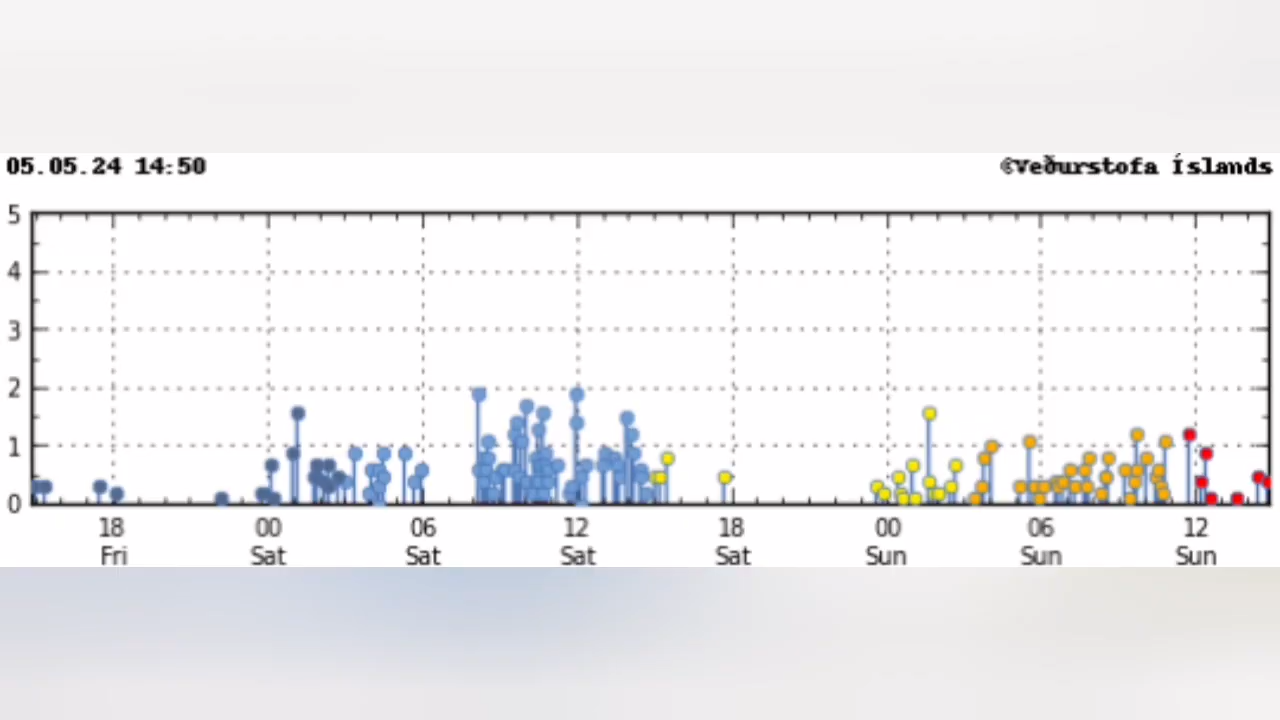 05.05.24 14:50
©Veðurstofa Íslands
5
4
3
2
1
0
18 00 06 12 18 00 06 12
Fri Sat Sat Sat Sat Sun Sun Sun